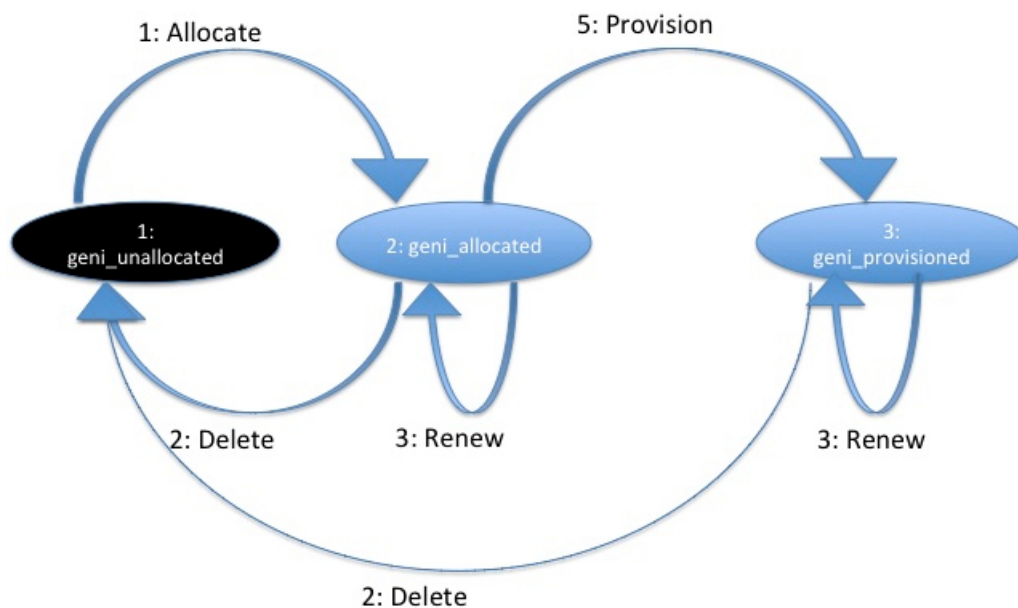 1: Allocate
5: Provision
1:
geni_unallocated
2: geni_allocated
3:
geni_provisioned
2: Delete
3: Renew
3: Renew
2: Delete